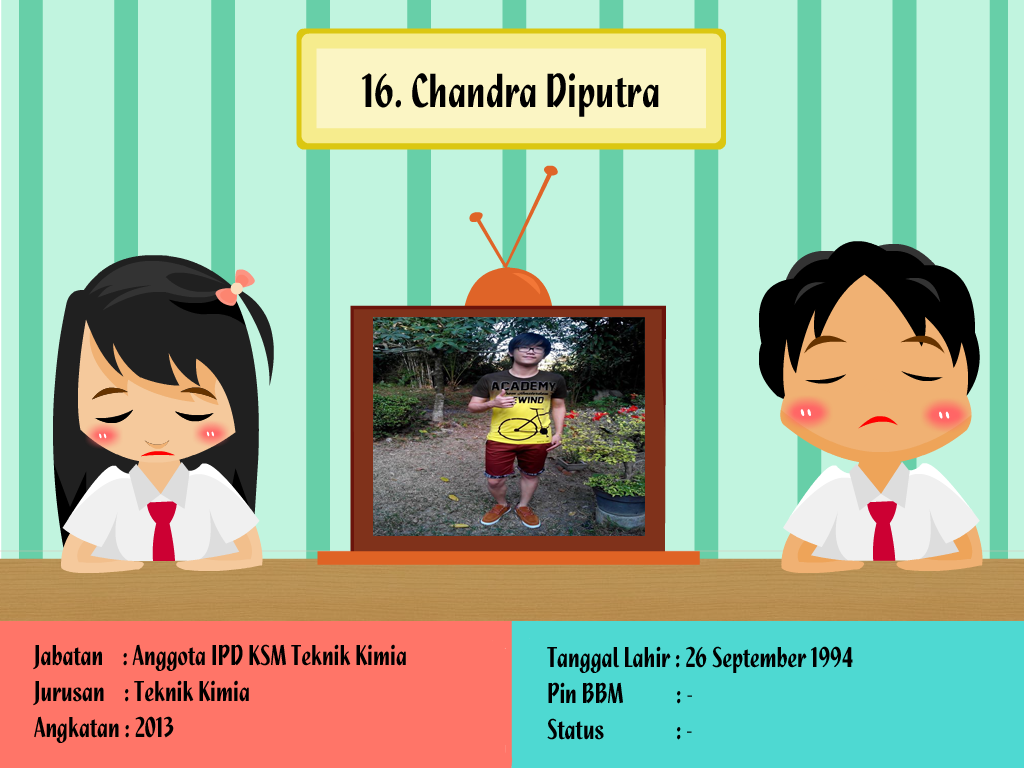 16. Chandra Diputra
ACADEMY
EWIND
Jabatan : Anggota IPD KSM Teknik Kimia
Jurusan : Teknik Kimia
Angkatan : 2013
Tanggal Lahir : 26 September 1994
Pin BBM : -
Status : -